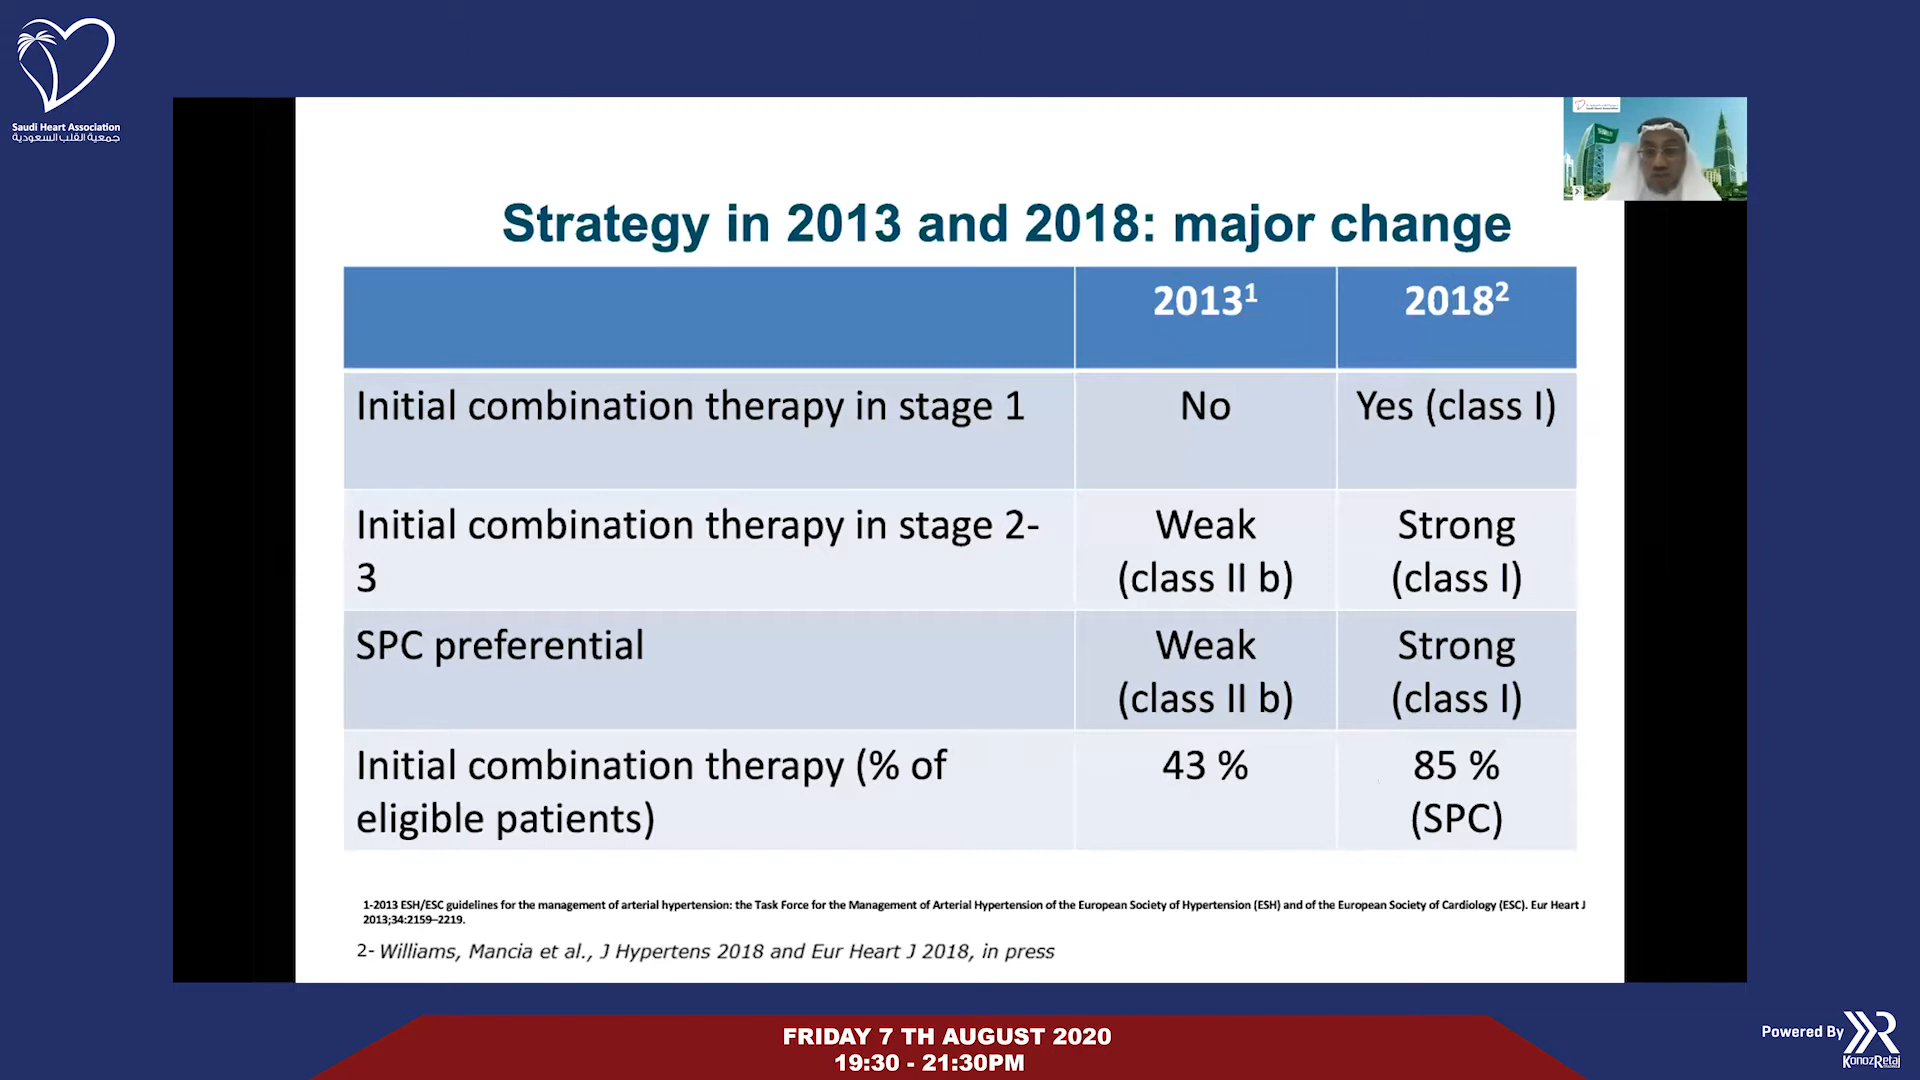 Saudi Heart Association
جمعية القلب السعودية
Strategy in 2013 and 2018: major change
2013¹
2018²
Initial combination therapy in stage 1
No
Yes (class I)
Initial combination therapy in stage 2-
3
Weak
(class II b)
Strong
(class I)
SPC preferential
Weak
(class II b)
Strong
(class I)
Initial combination therapy (% of
eligible patients)
43 %
85 %
(SPC)
1-2013 ESH/ESC guidelines for the management of arterial hypertension: the Task Force for the Management of Arterial Hypertension of the European Society of Hypertension (ESH) and of the European Society of Cardiology (ESC). Eur Heart J
2013;34:2159–2219.
2- Williams, Mancia et al., J Hypertens 2018 and Eur Heart J 2018, in press
FRIDAY 7 TH AUGUST 2020
19:30 - 21:30PM
Powered By
KonozRetaj